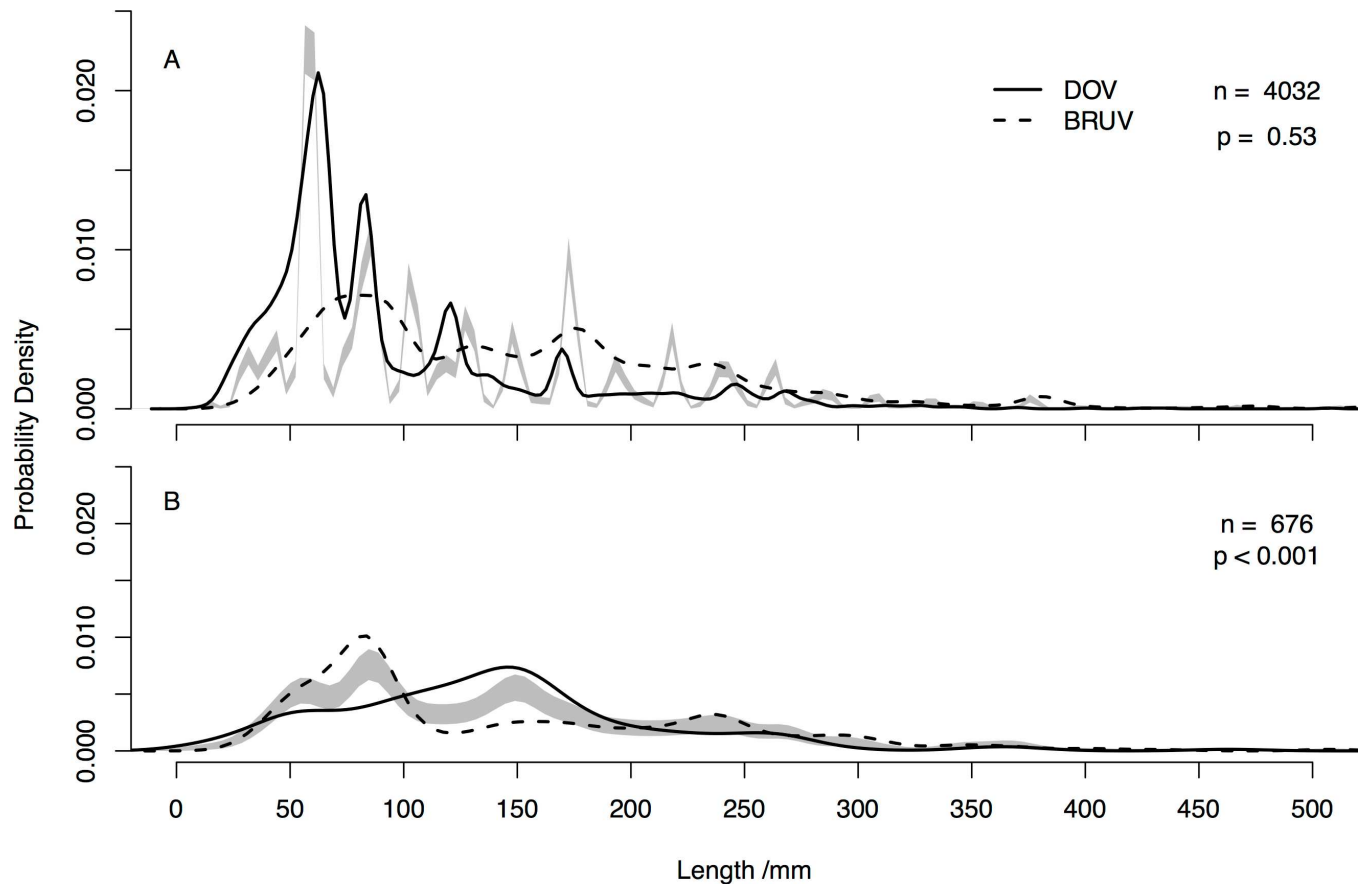 A
DOV
BRUV
n = 4032
p = 0.53
0.020
0.010
0.000
B
n = 676
p < 0.001
0.020
0.010
0.000
Probability Density
0 50 100 150 200 250 300 350 400 450 500
Length /mm